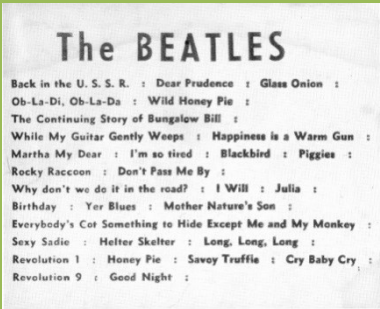 The BEATLES
Back in the U. S. S. R. : Dear Prudence : Glass Onion :
Ob-La-Di, Ob-La-Da : Wild Honey Pie :
The Continuing Story of Bungalow Bill :
While My Guitar Gently Weeps : Happiness is a Warm Gun :
Martha My Dear : I'm so tired : Blackbird : Piggies :
Rocky Raccoon : Don't Pass Me By :
Why don't we do it in the road? : I Will : Julia :
Birthday : Yer Blues : Mother Nature's Son :
Everybody's Cot Something to Hide Except Me and My Monkey :
Sexy Sadie : Helter Skelter : Long, Long, Long :
Revolution 1 : Honey Pie : Savoy Truffle : Cry Baby Cry :
Revolution 9 : Good Night :